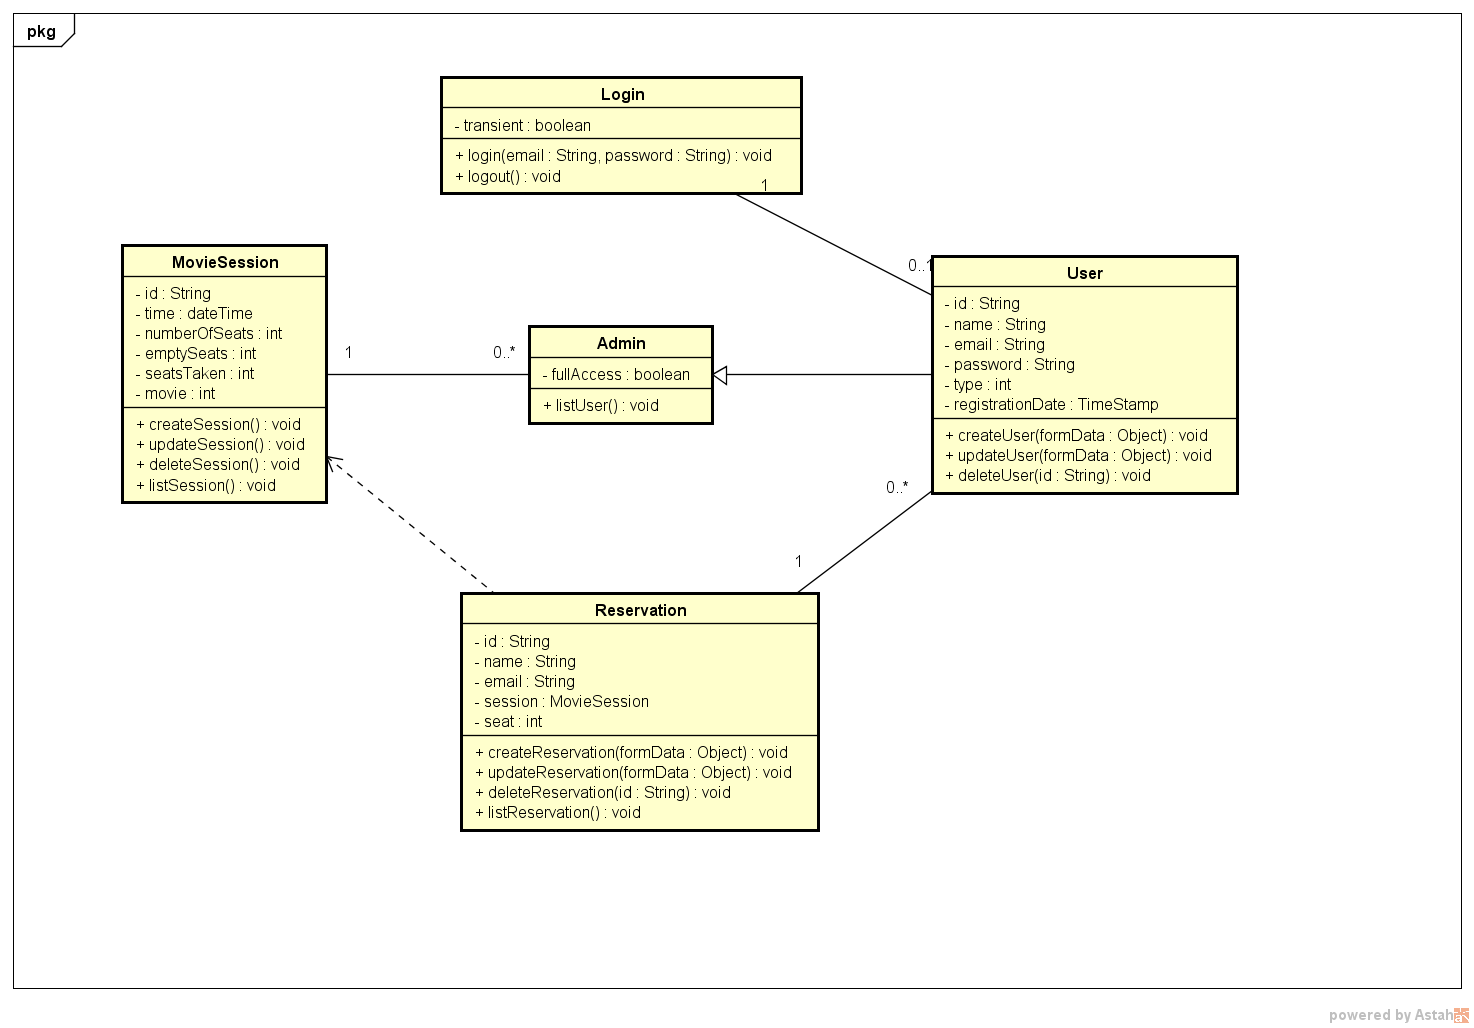 pkg
Login
- transient : boolean
+ login(email : String, password : String) : void
+ logout() : void
1
0..1
MovieSession
- id : String
- time : dateTime
- numberOfSeats : int
- emptySeats : int
- seatsTaken : int
- movie : int
+ createSession() : void
+ updateSession() : void
+ deleteSession() : void
+ listSession() : void
1
0..*
Admin
- fullAccess : boolean
+ listUser() : void
User
- id : String
- name : String
- email : String
- password : String
- type : int
- registrationDate : TimeStamp
+ createUser(formData : Object) : void
+ updateUser(formData : Object) : void
+ deleteUser(id : String) : void
0..*
1
Reservation
- id : String
- name : String
- email : String
- session : MovieSession
- seat : int
+ createReservation(formData : Object) : void
+ updateReservation(formData : Object) : void
+ deleteReservation(id : String) : void
+ listReservation() : void
powered by Astah